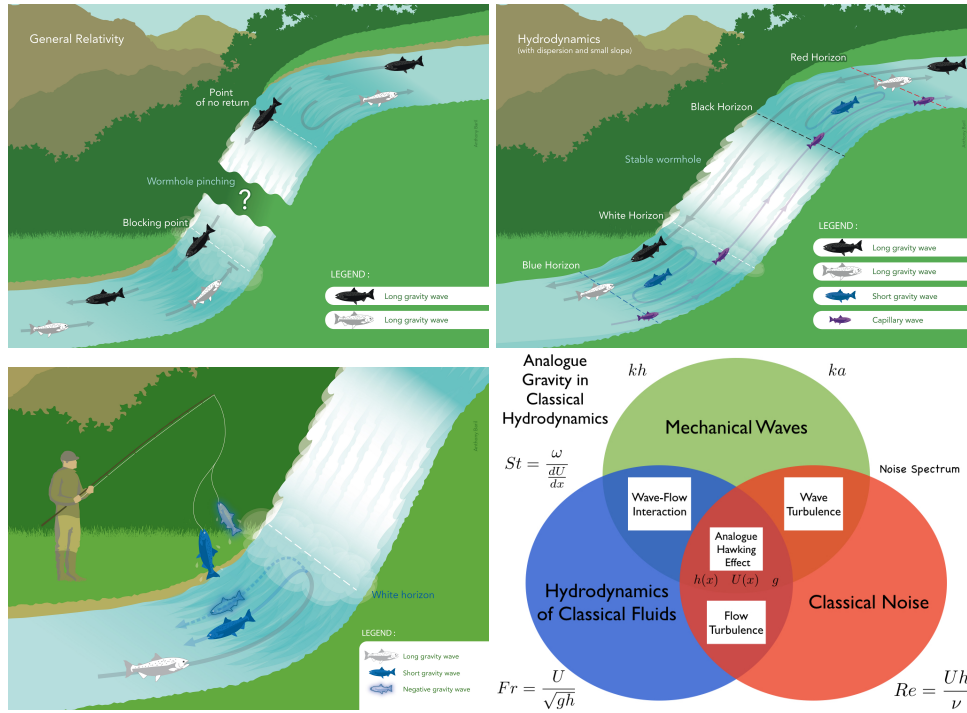 General Relativity
Point
of no return
Wormhole pinching
?
Blocking point
LEGEND :
Long gravity wave
Long gravity wave
Hydrodynamics
(with dispersion and small slope)
Red Horizon
Black Horizon
Stable wormhole
White Horizon
Blue Horizon
LEGEND :
Long gravity wave
Long gravity wave
Short gravity wave
Capillary wave
White horizon
LEGEND :
Long gravity wave
Short gravity wave
Negative gravity wave
Analogue
Gravity in
Classical
Hydrodynamics
kh
ka
Mechanical Waves
St = ω / dU/dx
Noise Spectrum
Wave-Flow
Interaction
Wave
Turbulence
Analogue
Hawking
Effect
h(x) U(x) g
Hydrodynamics
of Classical Fluids
Classical Noise
Flow
Turbulence
Fr = U / √gh
Re = Uh / ν